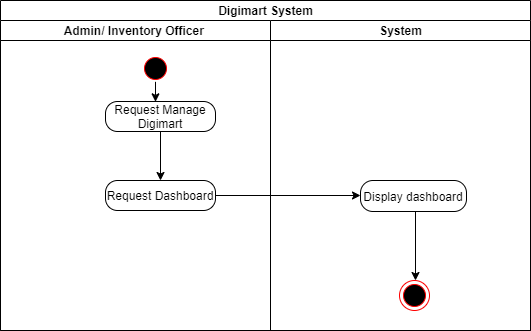 Digimart System
Admin/ Inventory Officer
System
Request Manage
Digimart
Request Dashboard
Display dashboard